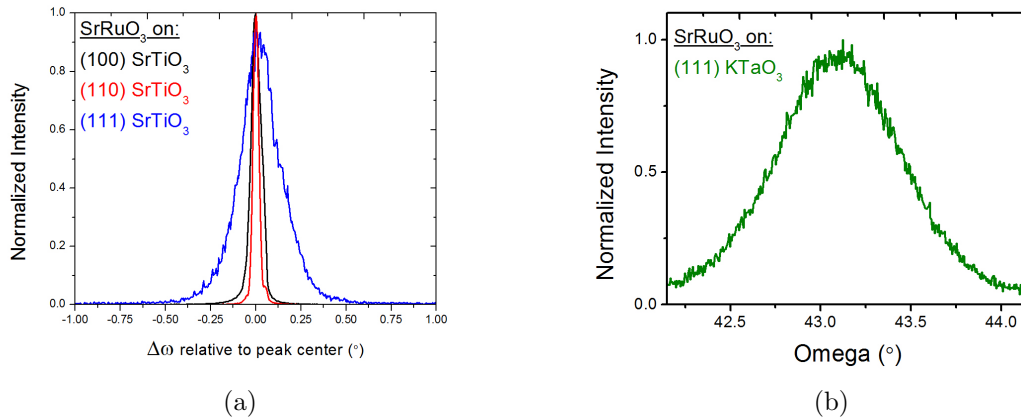 SrRuO3 on:
(100) SrTiO3
(110) SrTiO3
(111) SrTiO3
Normalized Intensity
1.0
0.8
0.6
0.4
0.2
0.0
-1.00 -0.75 -0.50 -0.25 0.00 0.25 0.50 0.75 1.00
Δω relative to peak center (°)
(a)
SrRuO3 on:
(111) KTaO3
Normalized Intensity
1.0
0.5
0.0
42.5 43.0 43.5 44.0
Omega (°)
(b)